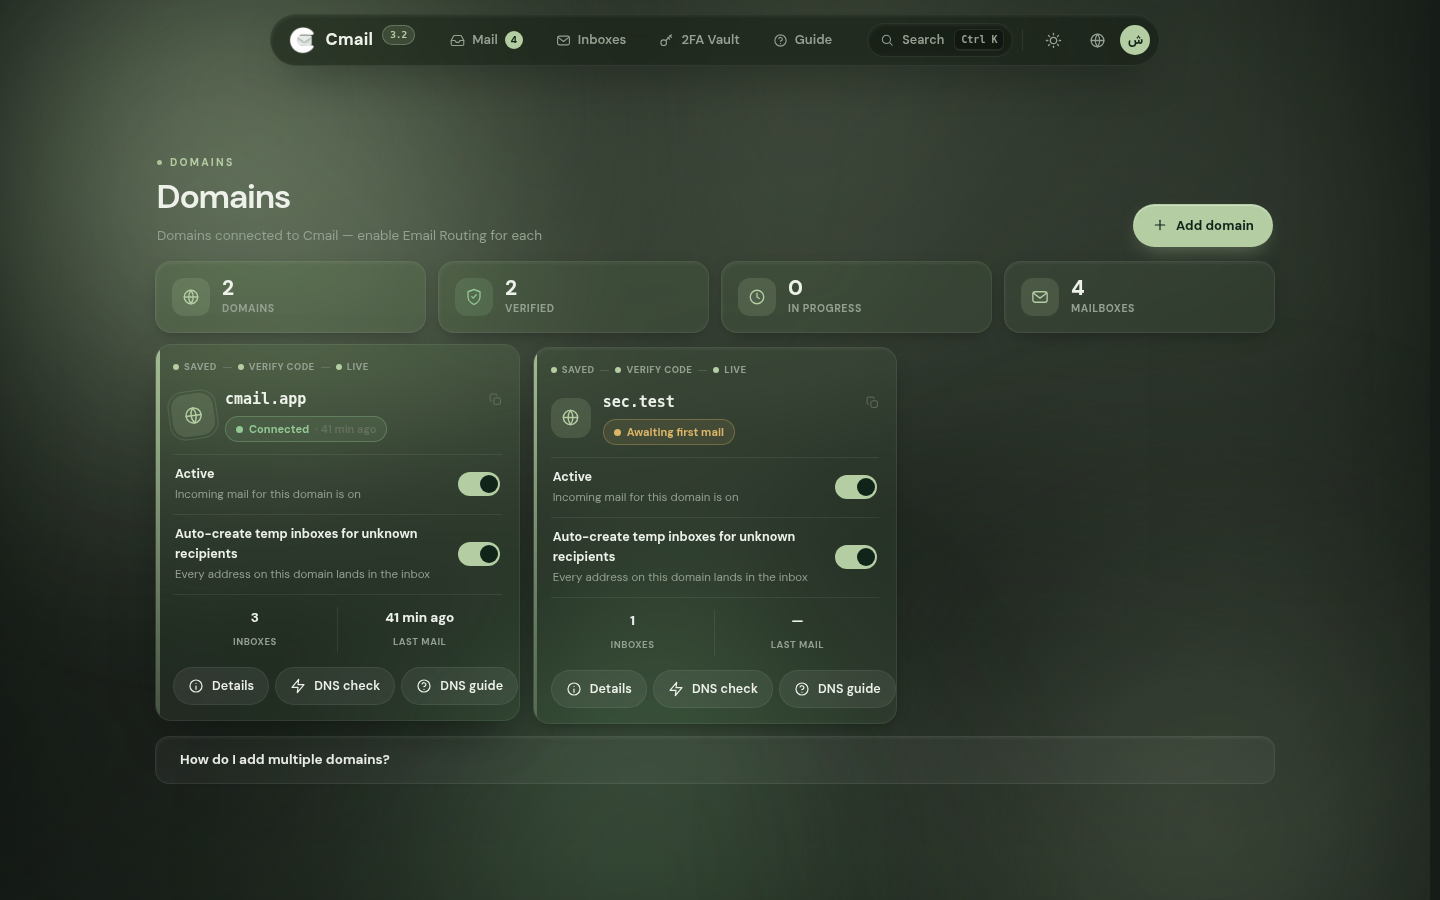 Cmail 3.2 Mail 4 Inboxes 2FA Vault Guide Search Ctrl K ش
DOMAINS
Domains
Domains connected to Cmail — enable Email Routing for each
Add domain
2
DOMAINS
2
VERIFIED
0
IN PROGRESS
4
MAILBOXES
SAVED — VERIFY CODE — LIVE
cmail.app
Connected · 41 min ago
Active
Incoming mail for this domain is on
Auto-create temp inboxes for unknown
recipients
Every address on this domain lands in the inbox
3
INBOXES
41 min ago
LAST MAIL
Details DNS check DNS guide
SAVED — VERIFY CODE — LIVE
sec.test
Awaiting first mail
Active
Incoming mail for this domain is on
Auto-create temp inboxes for unknown
recipients
Every address on this domain lands in the inbox
1
INBOXES
—
LAST MAIL
Details DNS check DNS guide
How do I add multiple domains?